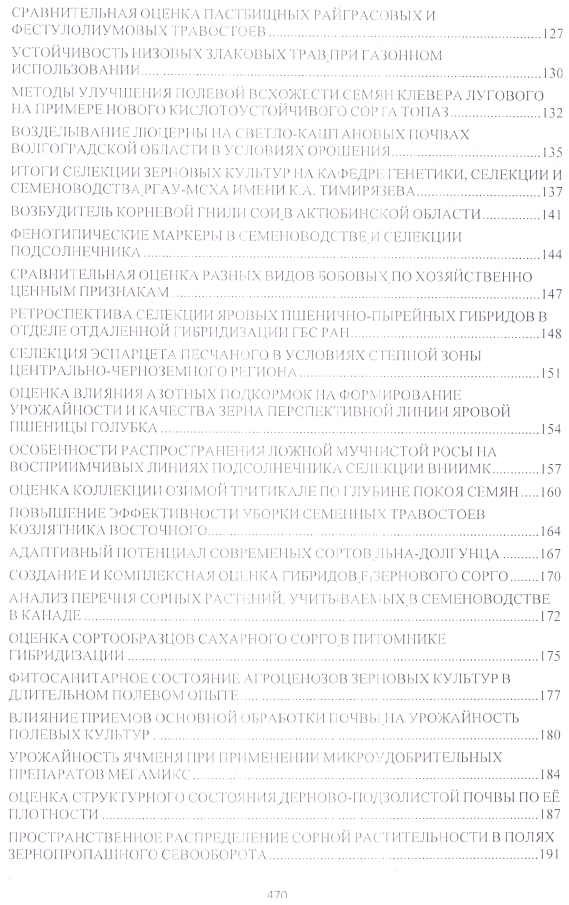 СРАВНИТЕЛЬНАЯ ОЦЕНКА ПАСТБИЩНЫХ РАЙГРАСОВЫХ И
ФЕСТУЛОЛИУМОВЫХ ТРАВОСТОЕВ.....127
УСТОЙЧИВОСТЬ НИЗОВЫХ ЗЛАКОВЫХ ТРАВ ПРИ ГАЗОННОМ
ИСПОЛЬЗОВАНИИ.....130
МЕТОДЫ УЛУЧШЕНИЯ ПОЛЕВОЙ ВСХОЖЕСТИ СЕМЯН КЛЕВЕРА ЛУГОВОГО
НА ПРИМЕРЕ НОВОГО КИСЛОТОУСТОЙЧИВОГО СОРТА ТОПАЗ.....132
ВОЗДЕЛЫВАНИЕ ЛЮЦЕРНЫ НА СВЕТЛО-КАШТАНОВЫХ ПОЧВАХ
ВОЛГОГРАДСКОЙ ОБЛАСТИ В УСЛОВИЯХ ОРОШЕНИЯ.....135
ИТОГИ СЕЛЕКЦИИ ЗЕРНОВЫХ КУЛЬТУР НА КАФЕДРЕ ГЕНЕТИКИ, СЕЛЕКЦИИ И
СЕМЕНОВОДСТВА РГАУ-МСХА ИМЕНИ К.А. ТИМИРЯЗЕВА.....137
ВОЗБУДИТЕЛЬ КОРНЕВОЙ ГНИЛИ СОИ В АКТЮБИНСКОЙ ОБЛАСТИ.....141
ФЕНОТИПИЧЕСКИЕ МАРКЕРЫ В СЕМЕНОВОДСТВЕ И СЕЛЕКЦИИ
ПОДСОЛНЕЧНИКА.....144
СРАВНИТЕЛЬНАЯ ОЦЕНКА РАЗНЫХ ВИДОВ БОБОВЫХ ПО ХОЗЯЙСТВЕННО
ЦЕННЫМ ПРИЗНАКАМ.....147
РЕТРОСПЕКТИВА СЕЛЕКЦИИ ЯРОВЫХ ПШЕНИЧНО-ПЫРЕЙНЫХ ГИБРИДОВ В
ОТДЕЛЕ ОТДАЛЕННОЙ ГИБРИДИЗАЦИИ ГБС РАН.....148
СЕЛЕКЦИЯ ЭСПАРЦЕТА ПЕСЧАНОГО В УСЛОВИЯХ СТЕПНОЙ ЗОНЫ
ЦЕНТРАЛЬНО-ЧЕРНОЗЕМНОГО РЕГИОНА.....151
ОЦЕНКА ВЛИЯНИЯ АЗОТНЫХ ПОДКОРМОК НА ФОРМИРОВАНИЕ
УРОЖАЙНОСТИ И КАЧЕСТВА ЗЕРНА ПЕРСПЕКТИВНОЙ ЛИНИИ ЯРОВОЙ
ПШЕНИЦЫ ГОЛУБКА.....154
ОСОБЕННОСТИ РАСПРОСТРАНЕНИЯ ЛОЖНОЙ МУЧНИСТОЙ РОСЫ НА
ВОСПРИИМЧИВЫХ ЛИНИЯХ ПОДСОЛНЕЧНИКА СЕЛЕКЦИИ ВНИИМК.....157
ОЦЕНКА КОЛЛЕКЦИИ ОЗИМОЙ ТРИТИКАЛЕ ПО ГЛУБИНЕ ПОКОЯ СЕМЯН.....160
ПОВЫШЕНИЕ ЭФФЕКТИВНОСТИ УБОРКИ СЕМЕННЫХ ТРАВОСТОЕВ
КОЗЛЯТНИКА ВОСТОЧНОГО.....164
АДАПТИВНЫЙ ПОТЕНЦИАЛ СОВРЕМЕНЫХ СОРТОВ ЛЬНА-ДОЛГУНЦА.....167
СОЗДАНИЕ И КОМПЛЕКСНАЯ ОЦЕНКА ГИБРИДОВ F₁ ЗЕРНОВОГО СОРГО.....170
АНАЛИЗ ПЕРЕЧНЯ СОРНЫХ РАСТЕНИЙ, УЧИТЫВАЕМЫХ В СЕМЕНОВОДСТВЕ
В КАНАДЕ.....172
ОЦЕНКА СОРТООБРАЗЦОВ САХАРНОГО СОРГО В ПИТОМНИКЕ
ГИБРИДИЗАЦИИ.....175
ФИТОСАНИТАРНОЕ СОСТОЯНИЕ АГРОЦЕНОЗОВ ЗЕРНОВЫХ КУЛЬТУР В
ДЛИТЕЛЬНОМ ПОЛЕВОМ ОПЫТЕ.....177
ВЛИЯНИЕ ПРИЕМОВ ОСНОВНОЙ ОБРАБОТКИ ПОЧВЫ НА УРОЖАЙНОСТЬ
ПОЛЕВЫХ КУЛЬТУР.....180
УРОЖАЙНОСТЬ ЯЧМЕНЯ ПРИ ПРИМЕНЕНИИ МИКРОУДОБРИТЕЛЬНЫХ
ПРЕПАРАТОВ МЕГАМИКС.....184
ОЦЕНКА СТРУКТУРНОГО СОСТОЯНИЯ ДЕРНОВО-ПОДЗОЛИСТОЙ ПОЧВЫ ПО ЕЁ
ПЛОТНОСТИ.....187
ПРОСТРАНСТВЕННОЕ РАСПРЕДЕЛЕНИЕ СОРНОЙ РАСТИТЕЛЬНОСТИ В ПОЛЯХ
ЗЕРНОПРОПАШНОГО СЕВООБОРОТА.....191
470